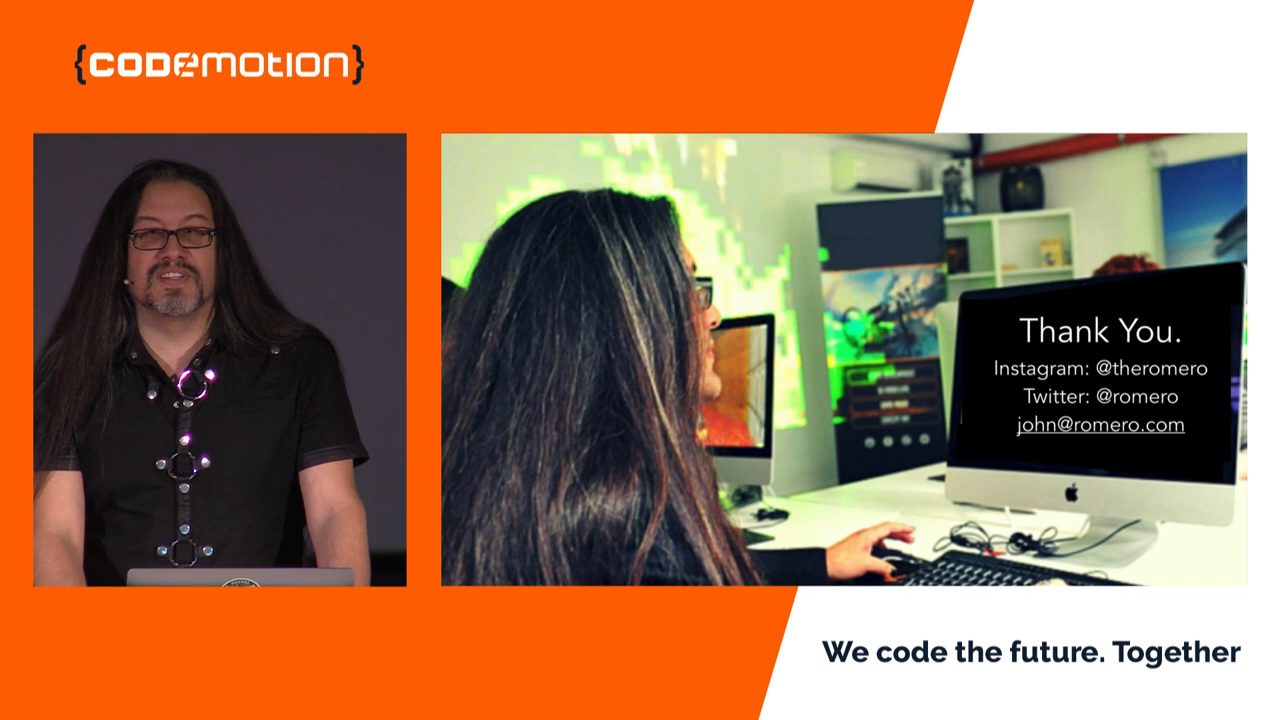 {CODEMOTION}
Thank You.
Instagram: @theromero
Twitter: @romero
john@romero.com
We code the future. Together